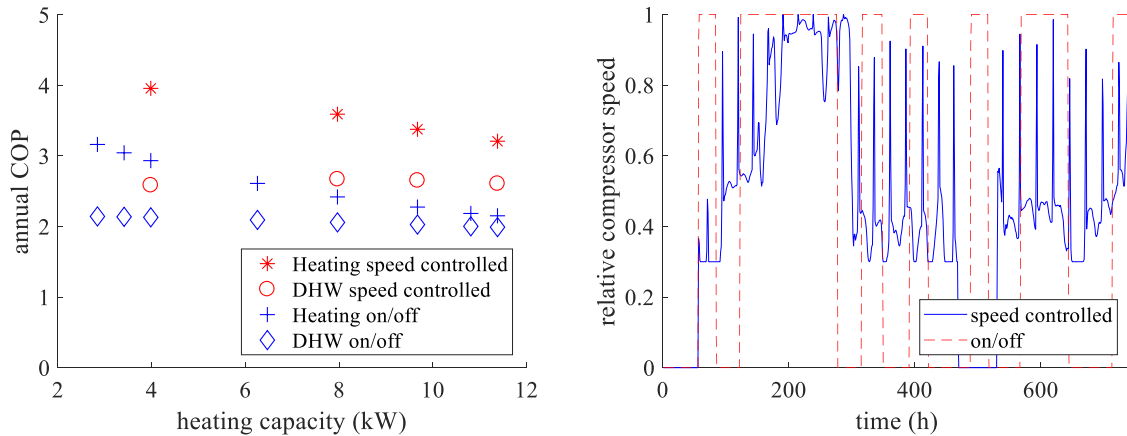 annual COP
5
4
3
2
1
0
2
4
6
8
10
12
heating capacity (kW)
Heating speed controlled
DHW speed controlled
Heating on/off
DHW on/off
relative compressor speed
1
0.8
0.6
0.4
0.2
0
0
200
400
600
time (h)
speed controlled
on/off